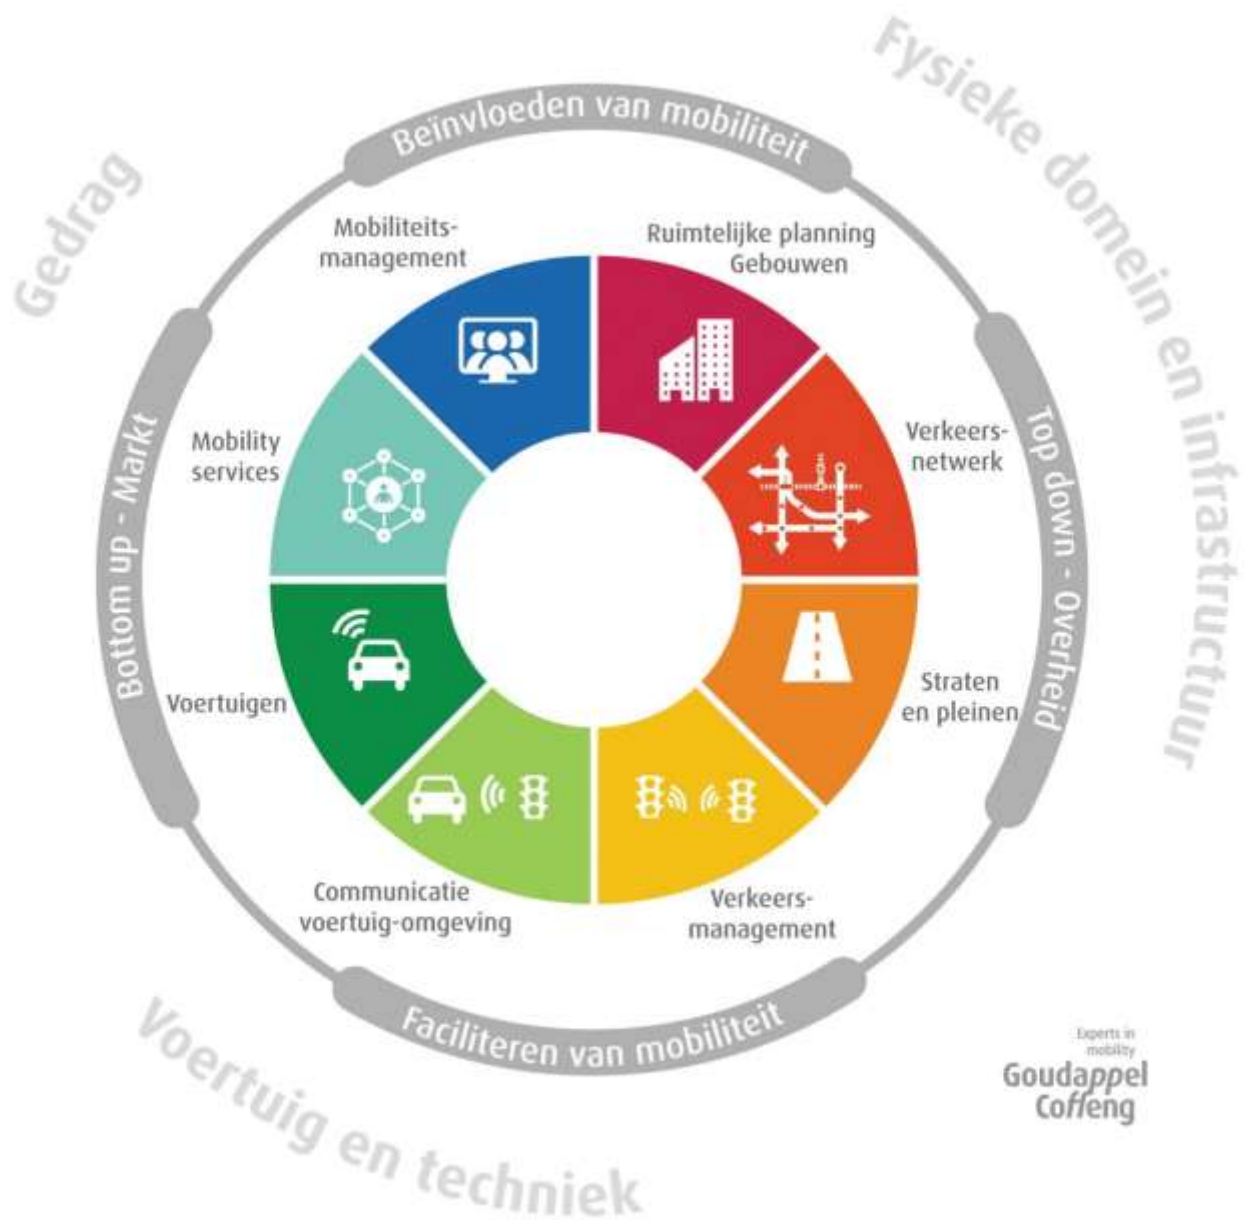 Fysieke domein en infrastructuur
Gedrag
Beïnvloeden van mobiliteit
Mobiliteits-
management
Ruimtelijke planning
Gebouwen
Mobility
services
Verkeers-
netwerk
Bottom up - Markt
Top down - Overheid
Voertuigen
Straten
en pleinen
Communicatie
voertuig-omgeving
Verkeers-
management
Faciliteren van mobiliteit
Voertuig en techniek
Experts in
mobility
Goudappel
Coffeng